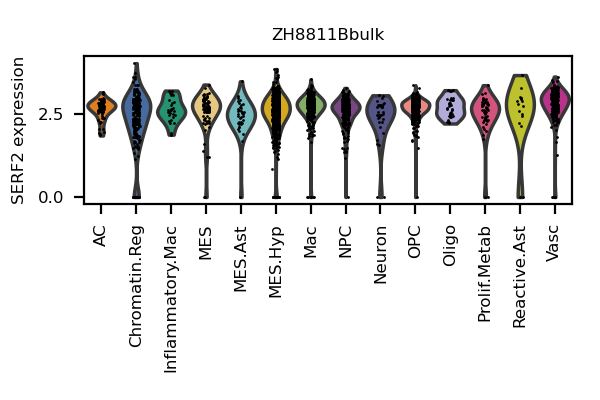 ZH8811Bbulk
SERF2 expression
2.5
0.0
AC
Chromatin.Reg
Inflammatory.Mac
MES
MES.Ast
MES.Hyp
Mac
NPC
Neuron
OPC
Oligo
Prolif.Metab
Reactive.Ast
Vasc